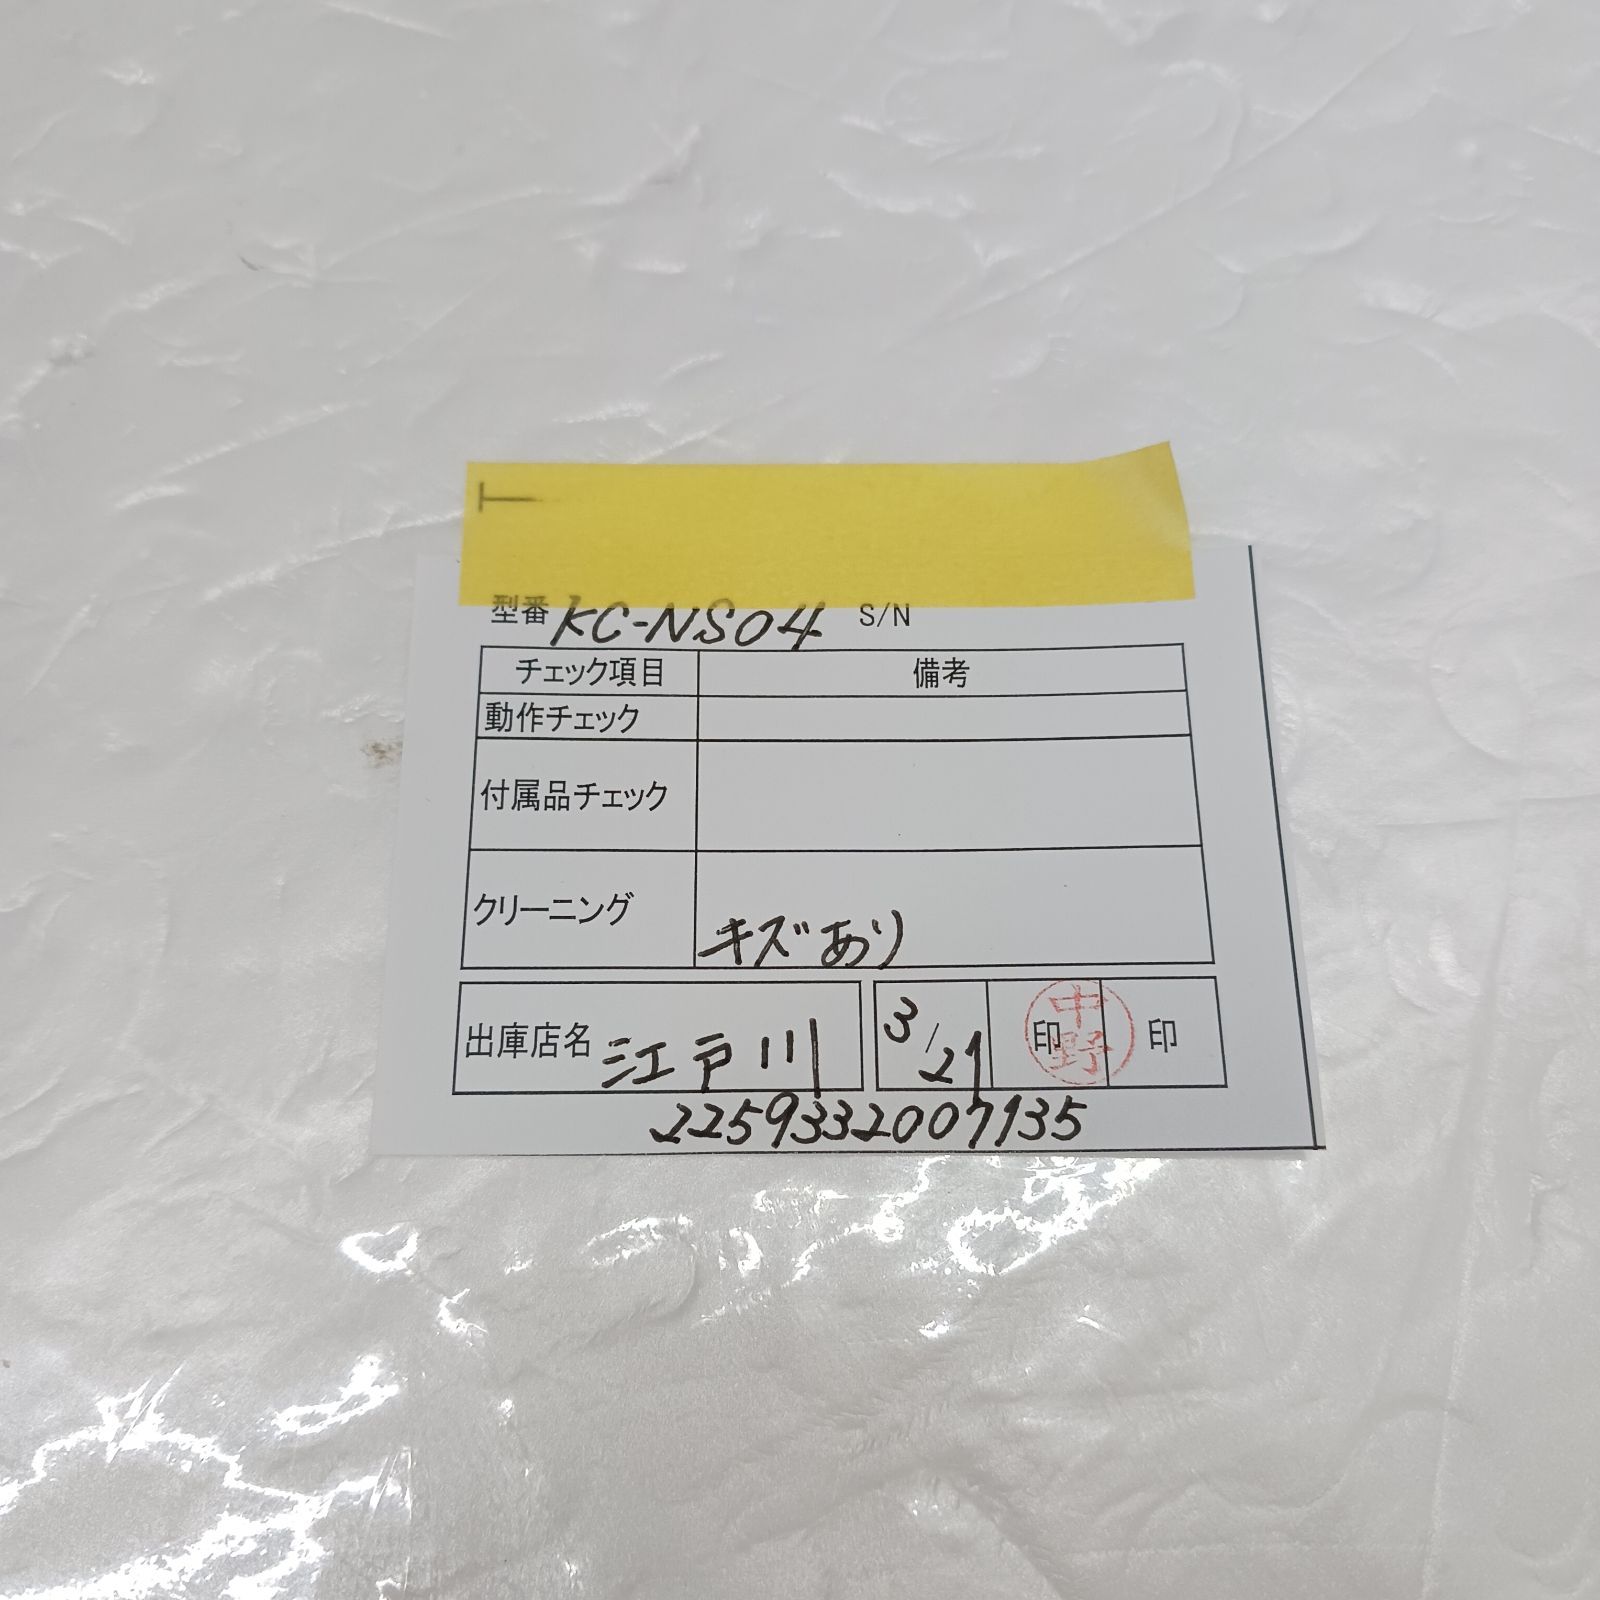 型番 KC-NS04 S/N
チェック項目 備考
動作チェック
付属品チェック
クリーニング キズあり
出庫店名 江戸川 3/21 印 中野 印
2259332007135